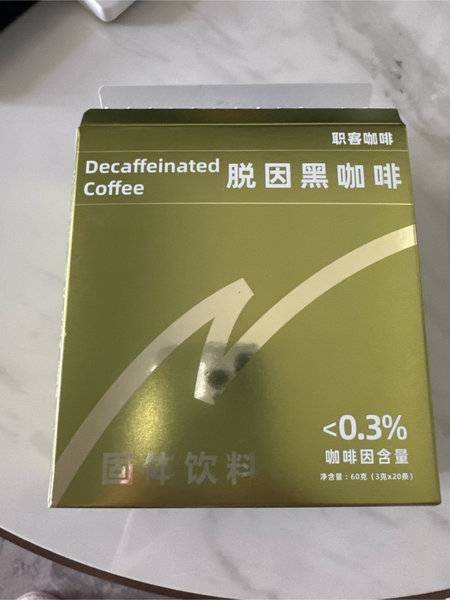 职客咖啡
Decaffeinated
Coffee
脱因黑咖啡
<0.3%
咖啡因含量
固体饮料
净含量：60克（3克x20条）